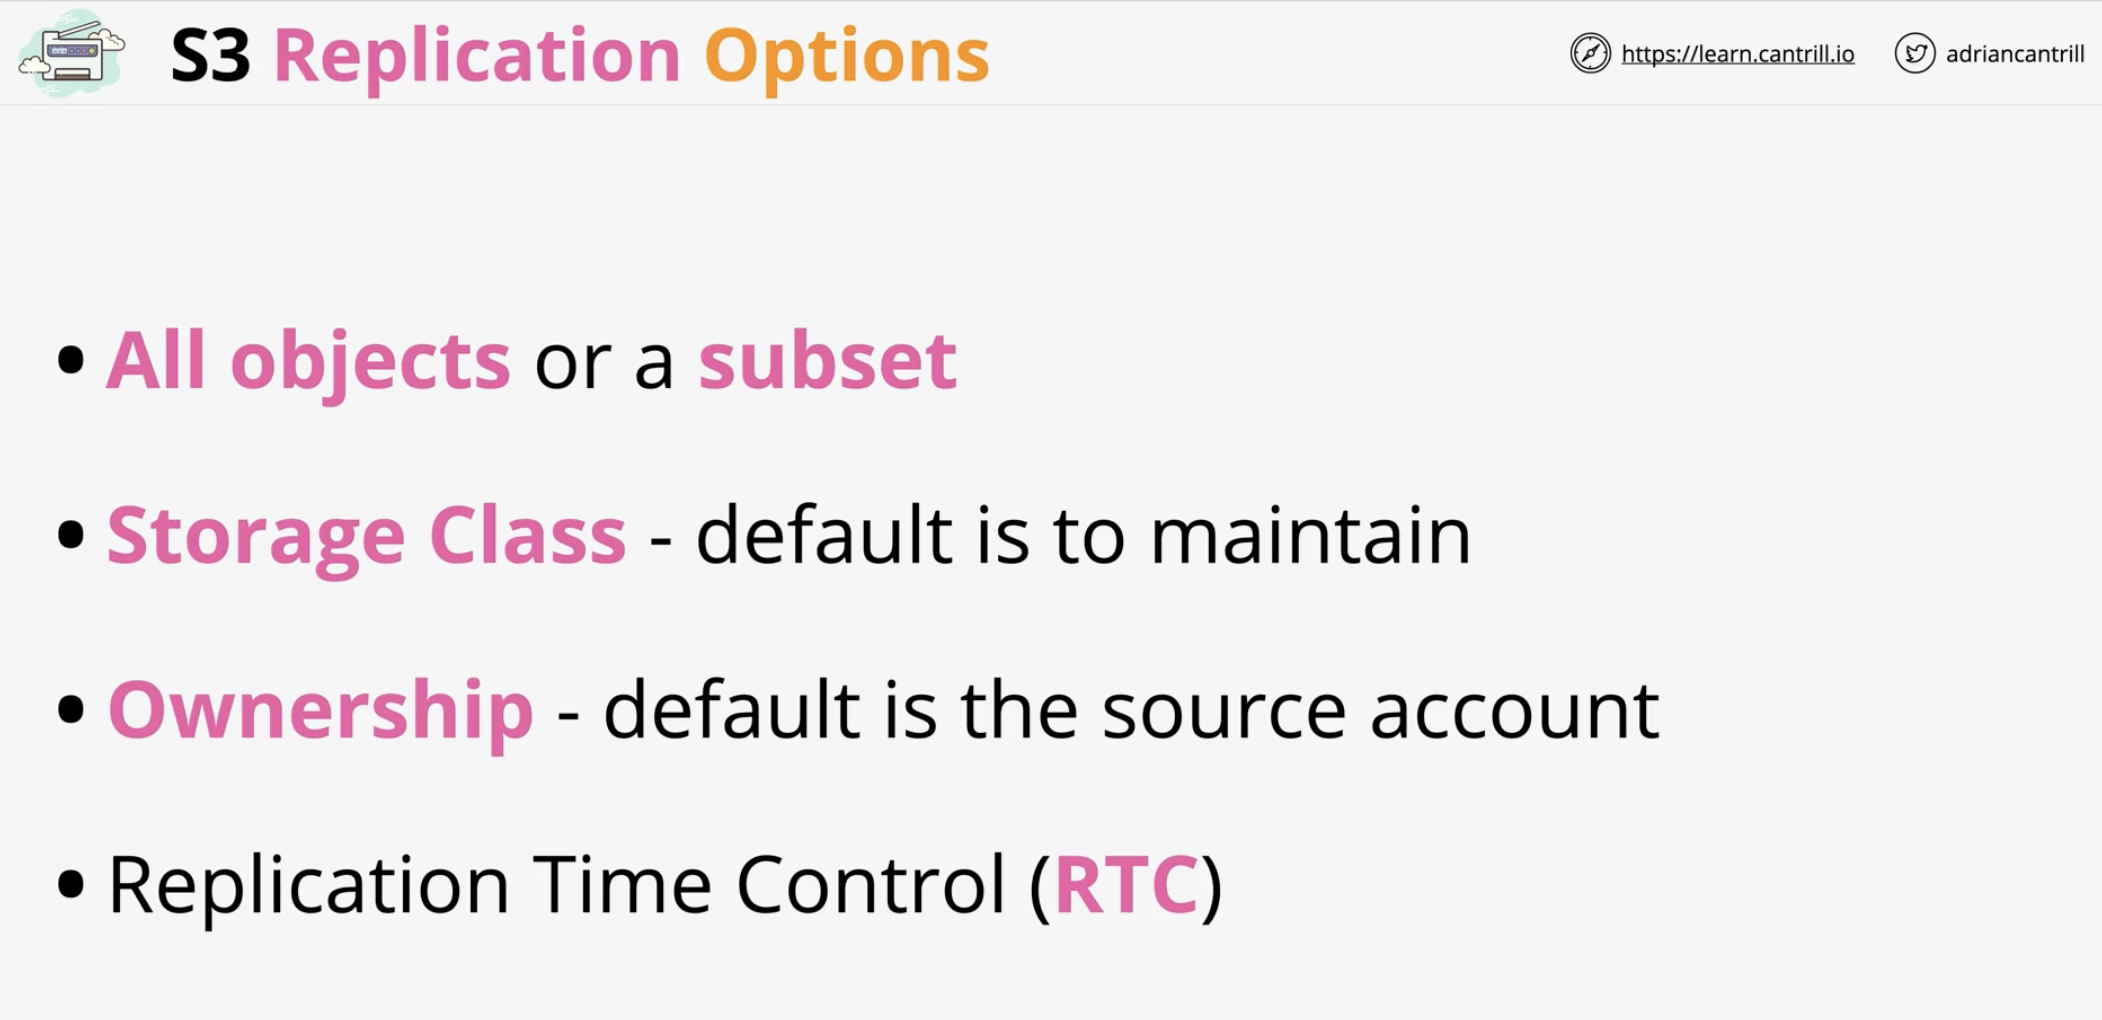 S3 Replication Options
https://learn.cantrill.io
adriancantrill
• All objects or a subset
• Storage Class - default is to maintain
• Ownership - default is the source account
• Replication Time Control (RTC)